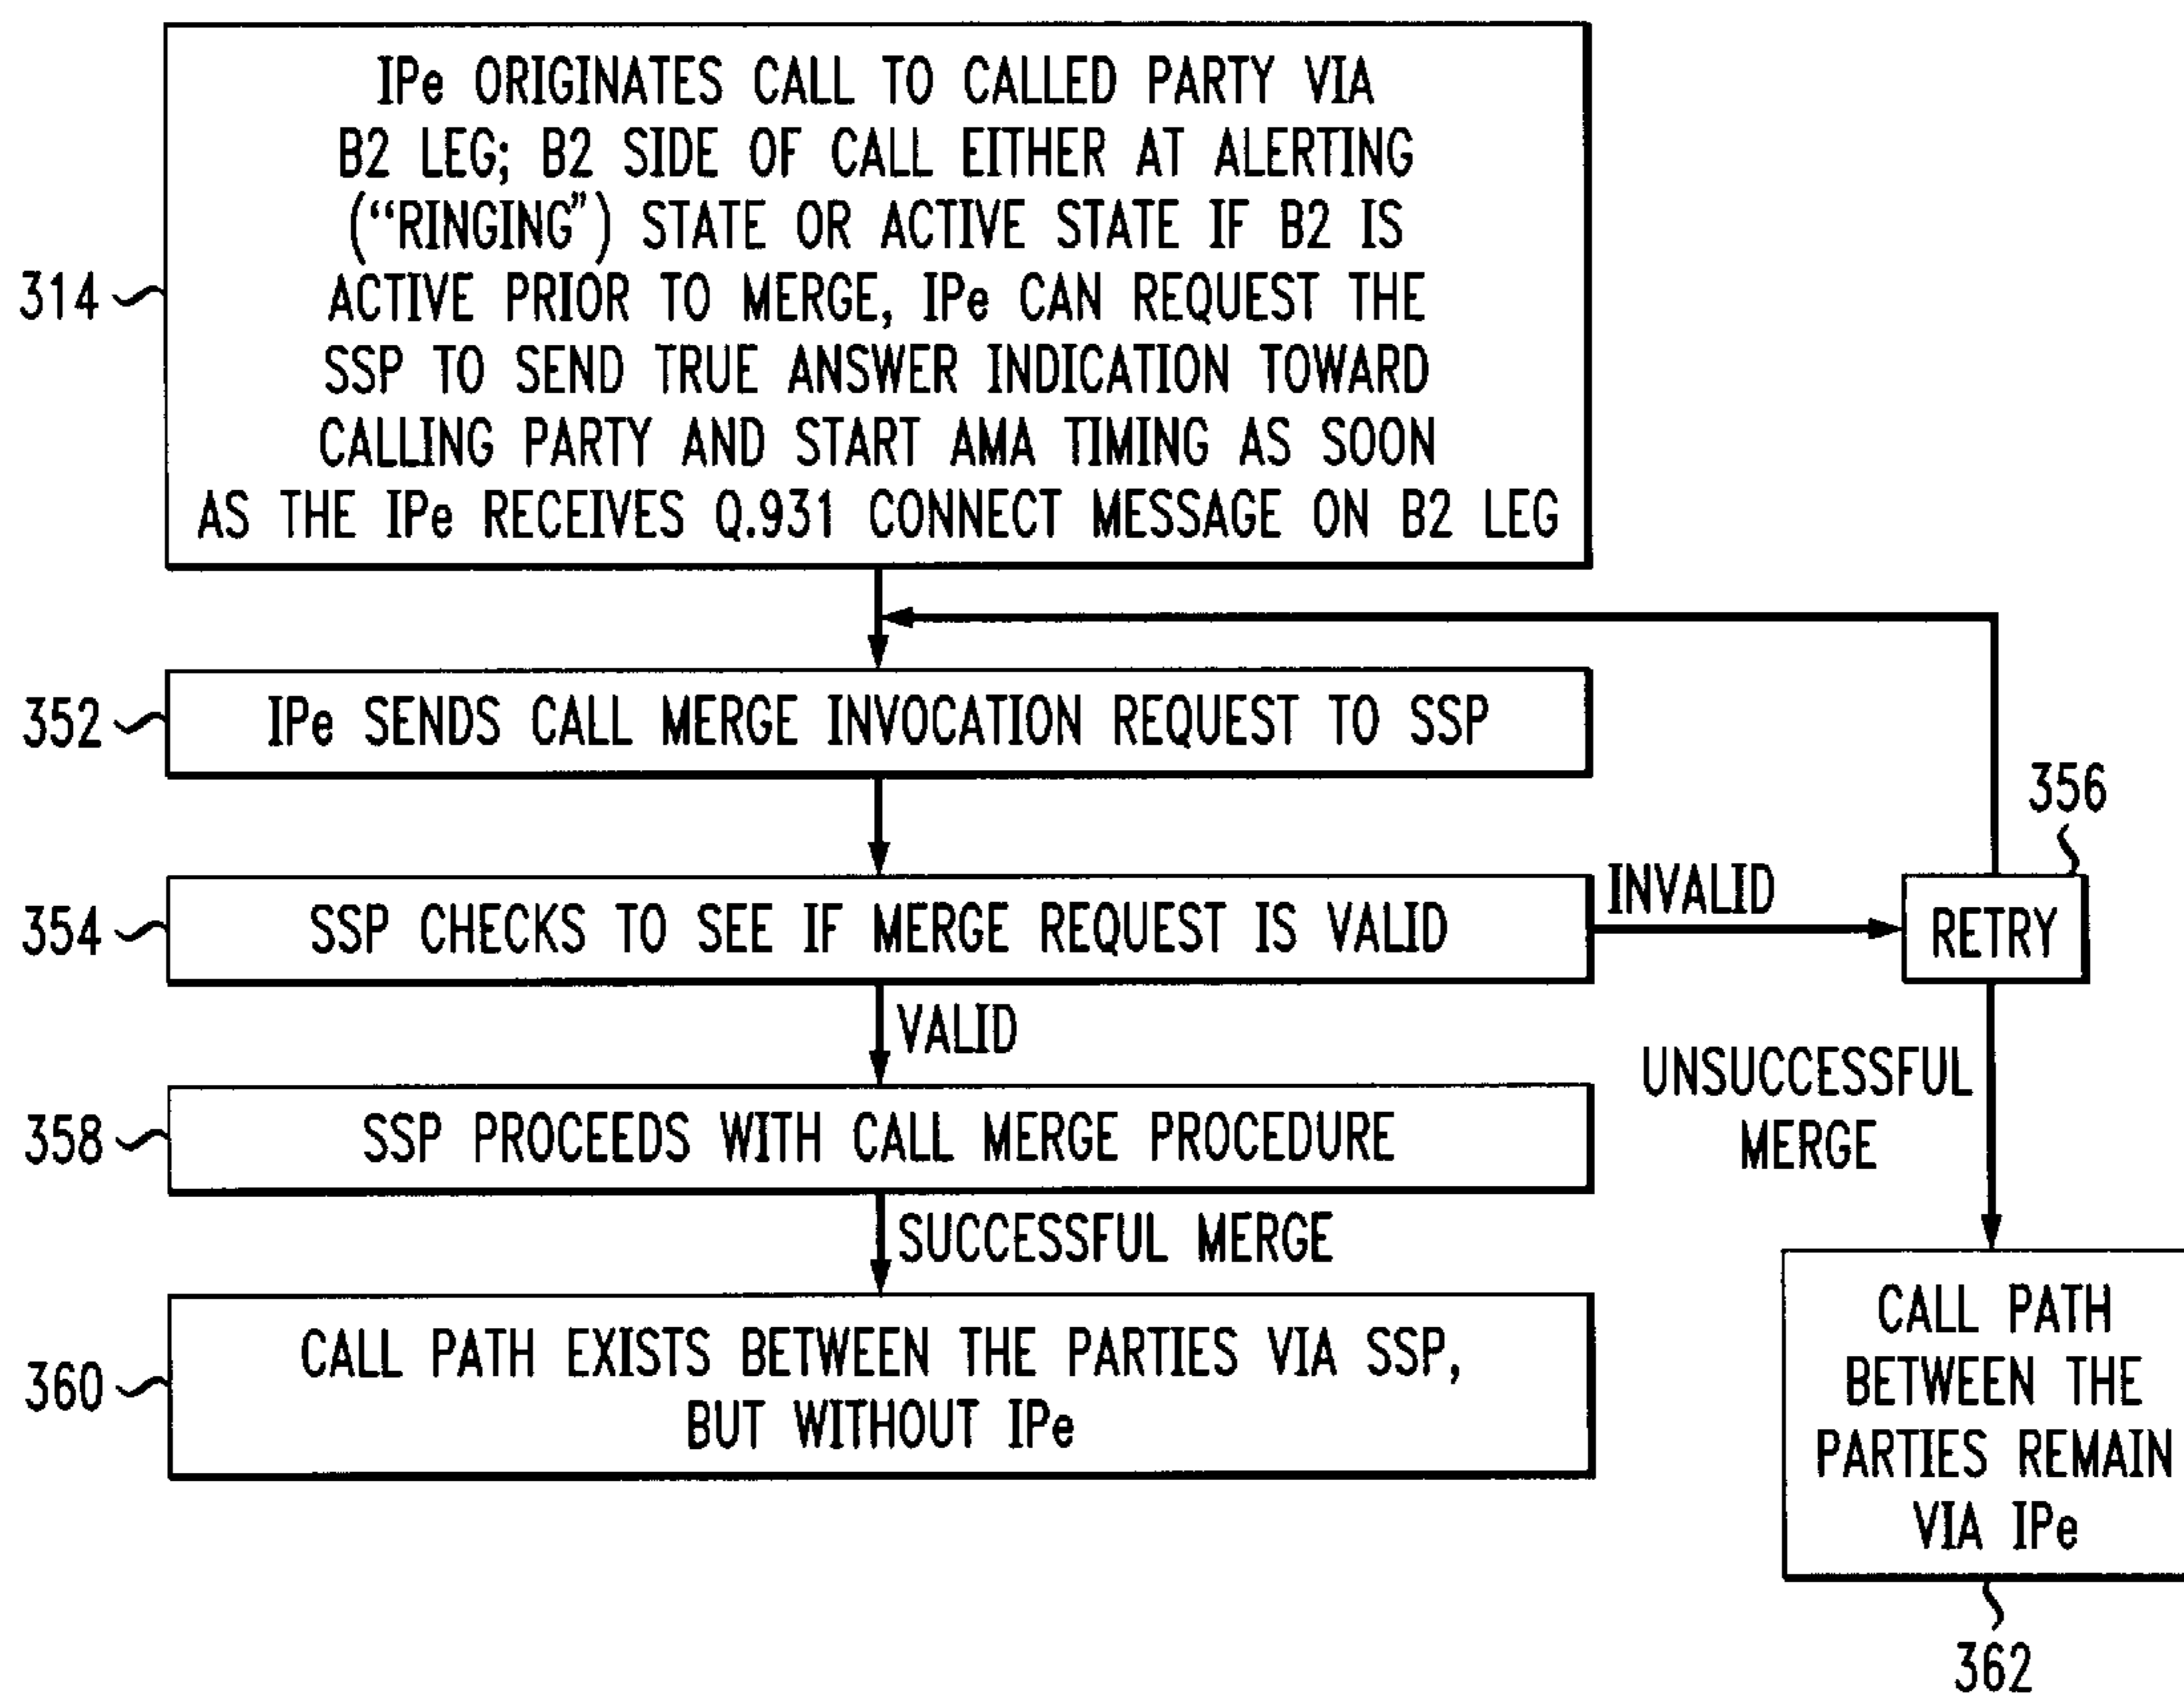 IPe ORIGINATES CALL TO CALLED PARTY VIA
B2 LEG; B2 SIDE OF CALL EITHER AT ALERTING
(“RINGING”) STATE OR ACTIVE STATE IF B2 IS
ACTIVE PRIOR TO MERGE, IPe CAN REQUEST THE
SSP TO SEND TRUE ANSWER INDICATION TOWARD
CALLING PARTY AND START AMA TIMING AS SOON
AS THE IPe RECEIVES Q.931 CONNECT MESSAGE ON B2 LEG
314
352
IPe SENDS CALL MERGE INVOCATION REQUEST TO SSP
356
354
SSP CHECKS TO SEE IF MERGE REQUEST IS VALID
INVALID
RETRY
VALID
UNSUCCESSFUL
MERGE
358
SSP PROCEEDS WITH CALL MERGE PROCEDURE
SUCCESSFUL MERGE
360
CALL PATH EXISTS BETWEEN THE PARTIES VIA SSP,
BUT WITHOUT IPe
CALL PATH
BETWEEN THE
PARTIES REMAIN
VIA IPe
362